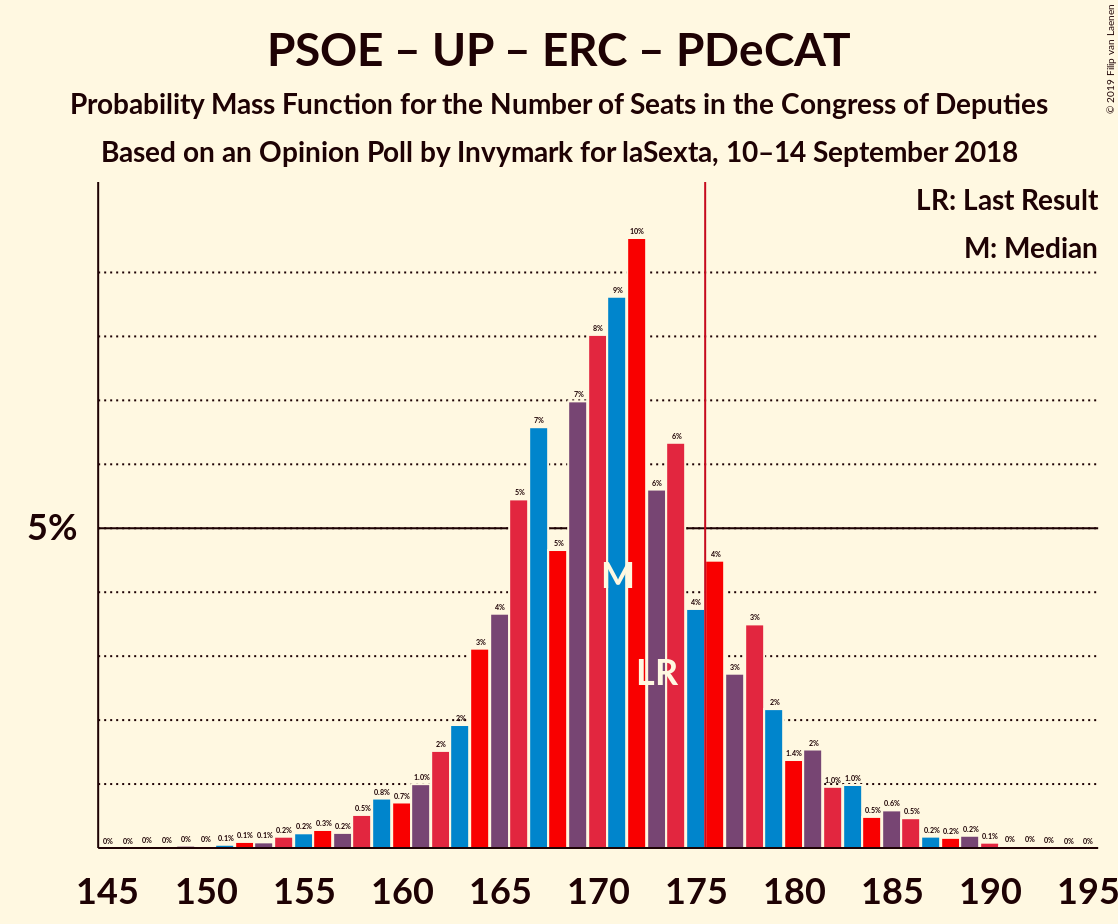 PSOE – UP – ERC – PDeCAT
Probability Mass Function for the Number of Seats in the Congress of Deputies
Based on an Opinion Poll by Invymark for laSexta, 10–14 September 2018
© 2019 Filip van Laenen
LR: Last Result
M: Median
5%
0% 0% 0% 0% 0% 0% 0.1% 0.1% 0.1% 0.2% 0.2% 0.3% 0.2% 0.5% 0.8% 0.7% 1.0% 2% 2% 3% 4% 5% 7% 5% 7% 8% 9% 10% 6% 6% 4% 4% 3% 3% 2% 1.4% 2% 1.0% 1.0% 0.5% 0.6% 0.5% 0.2% 0.2% 0.2% 0.1% 0% 0% 0% 0% 0%
M
LR
145 150 155 160 165 170 175 180 185 190 195